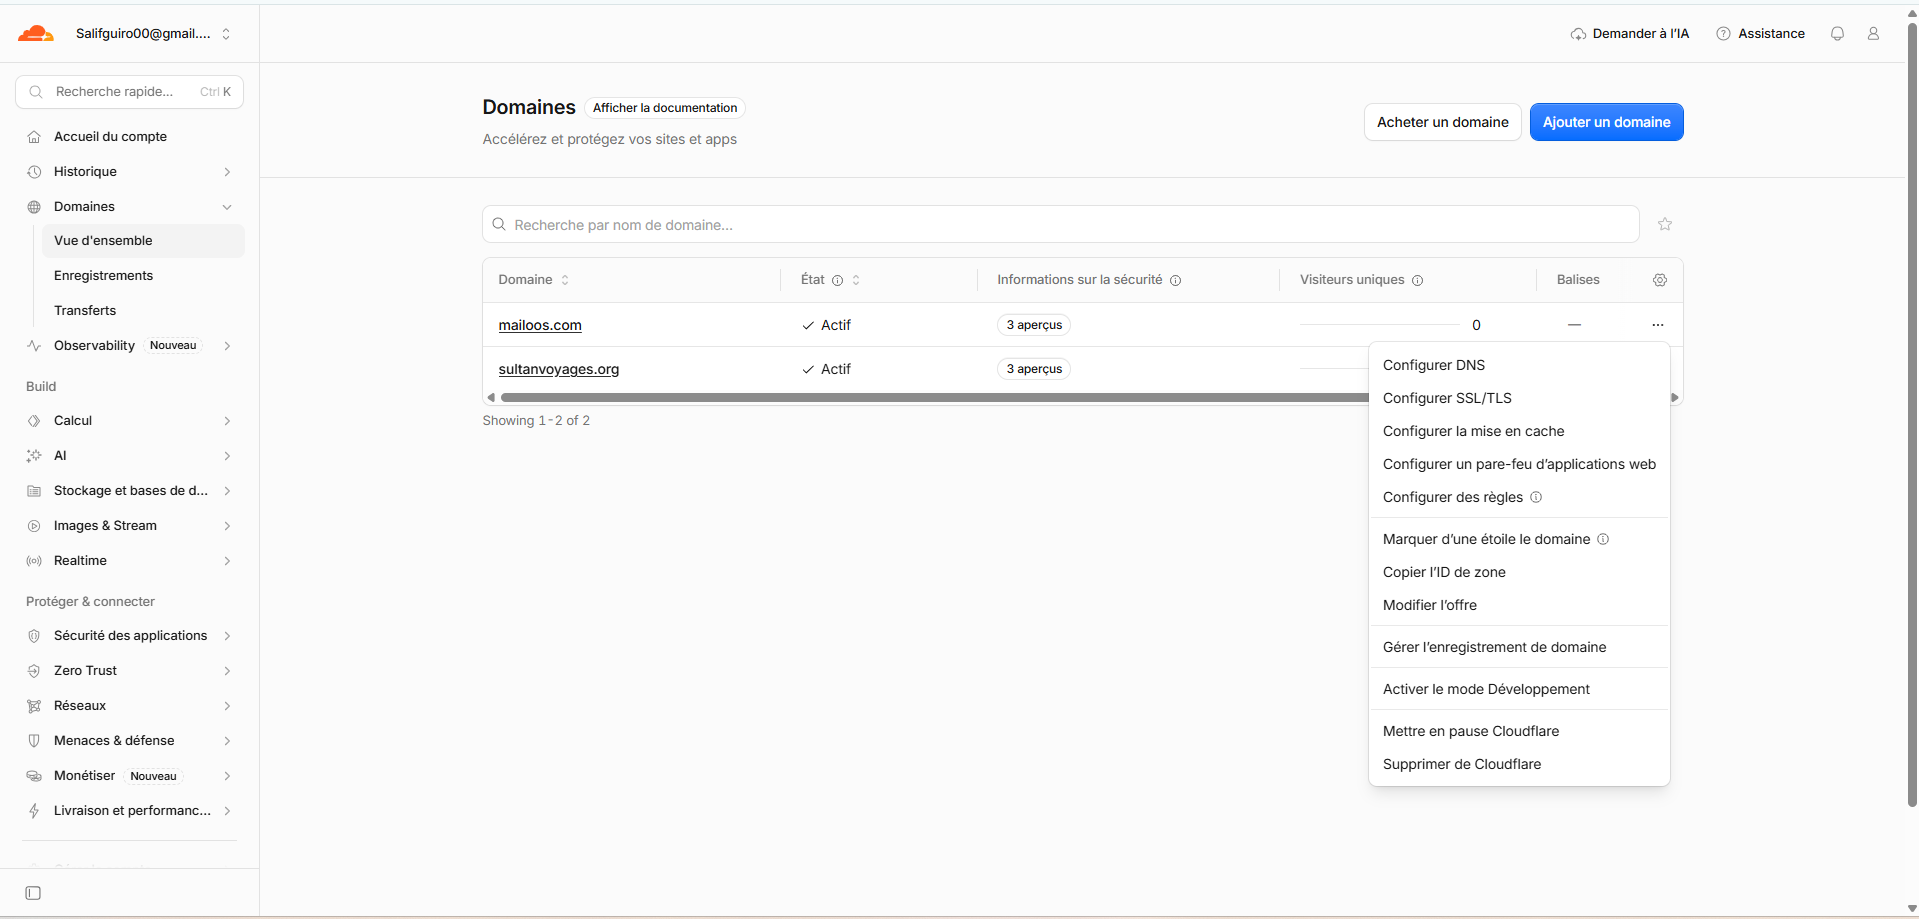 Salifguiro00@gmail....
Demander à l’IA
Assistance
Recherche rapide...
Ctrl K
Accueil du compte
Historique
Domaines
Vue d'ensemble
Enregistrements
Transferts
Observability
Nouveau
Build
Calcul
AI
Stockage et bases de d...
Images & Stream
Realtime
Protéger & connecter
Sécurité des applications
Zero Trust
Réseaux
Menaces & défense
Monétiser
Nouveau
Livraison et performanc...
Domaines
Afficher la documentation
Accélérez et protégez vos sites et apps
Acheter un domaine
Ajouter un domaine
Recherche par nom de domaine...
Domaine
État
Informations sur la sécurité
Visiteurs uniques
Balises
mailoos.com
Actif
3 aperçus
0
—
sultanvoyages.org
Actif
3 aperçus
Showing 1-2 of 2
Configurer DNS
Configurer SSL/TLS
Configurer la mise en cache
Configurer un pare-feu d’applications web
Configurer des règles
Marquer d’une étoile le domaine
Copier l’ID de zone
Modifier l’offre
Gérer l’enregistrement de domaine
Activer le mode Développement
Mettre en pause Cloudflare
Supprimer de Cloudflare